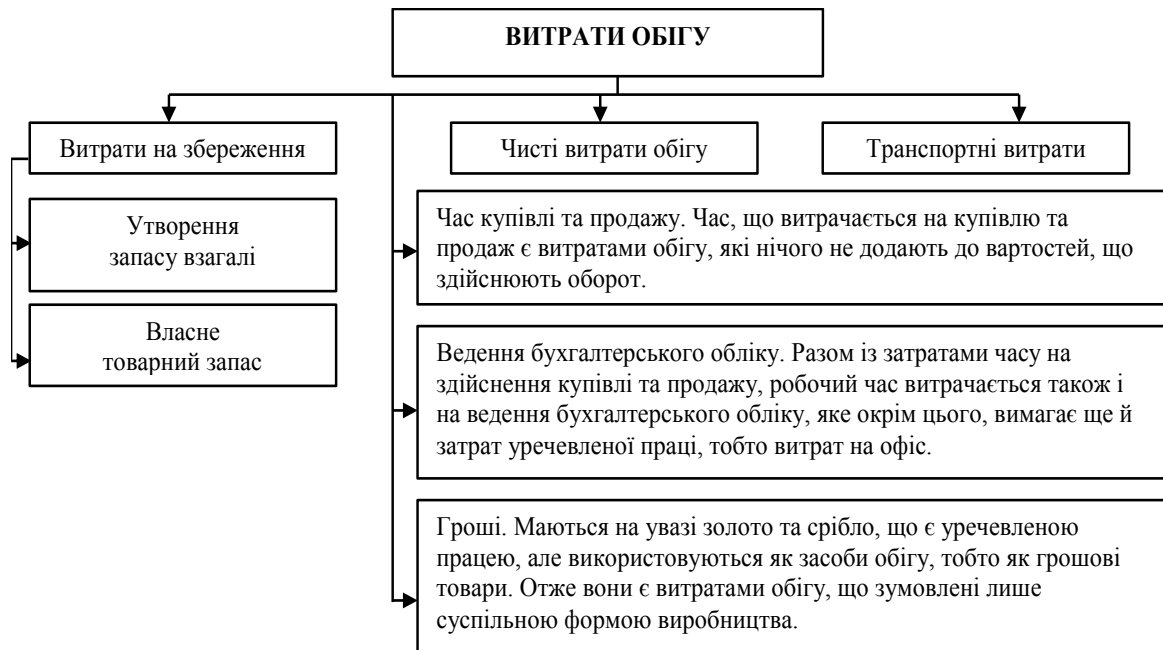 ВИТРАТИ ОБІГУ
Витрати на збереження
Чисті витрати обігу
Транспортні витрати
Утворення
запасу взагалі
Власне
товарний запас
Час купівлі та продажу. Час, що витрачається на купівлю та
продаж є витратами обігу, які нічого не додають до вартостей, що
здійснюють оборот.
Ведення бухгалтерського обліку. Разом із затратами часу на
здійснення купівлі та продажу, робочий час витрачається також і
на ведення бухгалтерського обліку, яке окрім цього, вимагає ще й
затрат уречевленої праці, тобто витрат на офіс.
Гроші. Маються на увазі золото та срібло, що є уречевленою
працею, але використовуються як засоби обігу, тобто як грошові
товари. Отже вони є витратами обігу, що зумовлені лише
суспільною формою виробництва.